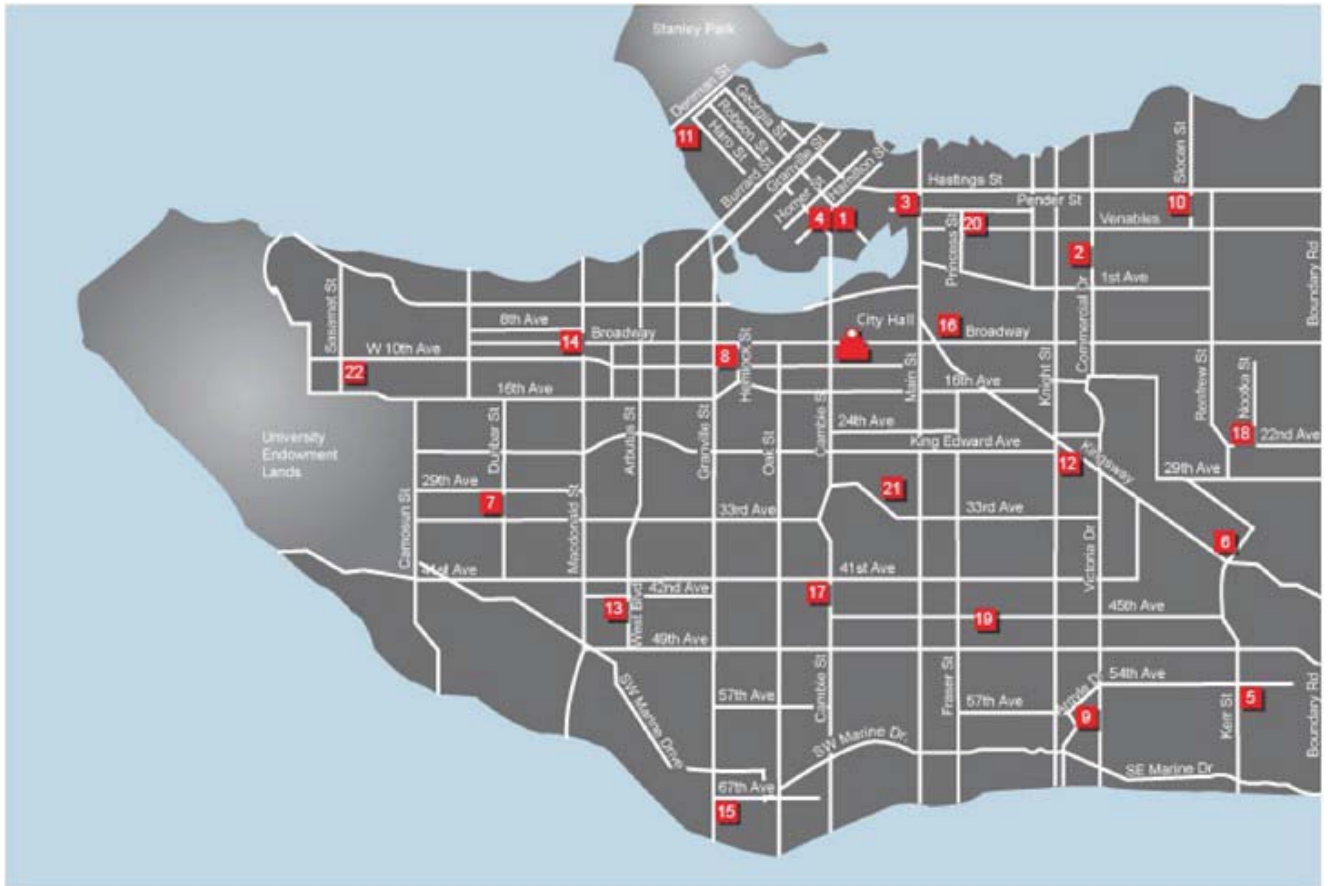 Stanley Park
Denman St
Georgia St
Robson St
Haro St
11
Burrard St
Granville St
Homer St
Hamilton St
4
1
3
Hastings St
Pender St
Slocan St
10
20
Venables
Princess St
2
1st Ave
Commercial Dr
Boundary Rd
Sasamat St
8th Ave
14
Broadway
City Hall
16
Broadway
W 10th Ave
22
8
Hemlock St
16th Ave
Main St
16th Ave
Knight St
Renfrew St
Nootka St
Cambie St
24th Ave
King Edward Ave
18
22nd Ave
University
Endowment
Lands
Dunbar St
Arbutus St
Granville St
Oak St
12
Kingsway
29th Ave
29th Ave
7
21
Camosun St
Macdonald St
33rd Ave
33rd Ave
6
Victoria Dr
41st Ave
41st Ave
42nd Ave
13
West Blvd
17
19
45th Ave
49th Ave
SW Marine Drive
57th Ave
Cambie St
Fraser St
57th Ave
Argyle Dr
54th Ave
5
9
Kerr St
Boundary Rd
SW Marine Dr.
SE Marine Dr
67th Ave
15